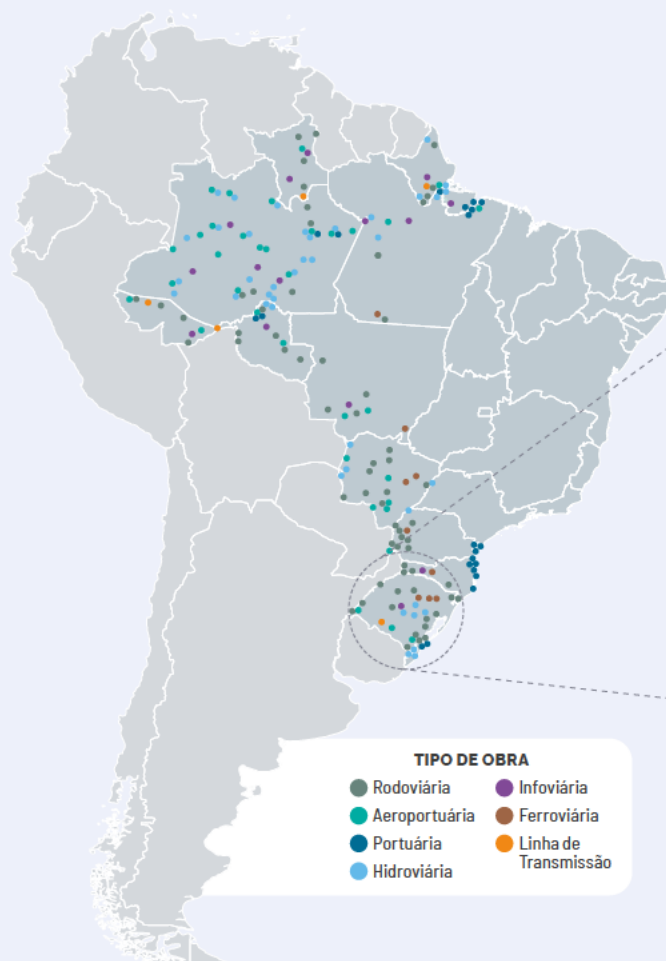 TIPO DE OBRA
Rodoviária
Aeroportuária
Portuária
Hidroviária
Infoviária
Ferroviária
Linha de
Transmissão